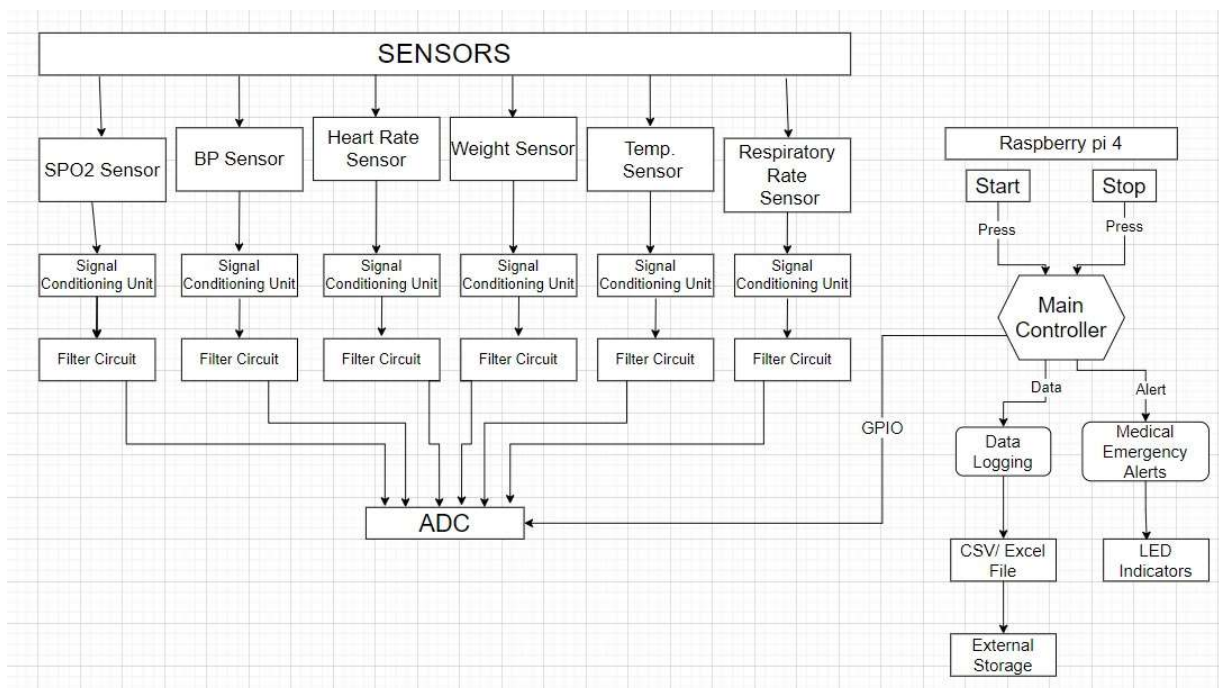 SENSORS
SPO2 Sensor
BP Sensor
Heart Rate
Sensor
Weight Sensor
Temp.
Sensor
Respiratory
Rate
Sensor
Signal
Conditioning Unit
Signal
Conditioning Unit
Signal
Conditioning Unit
Signal
Conditioning Unit
Signal
Conditioning Unit
Signal
Conditioning Unit
Filter Circuit
Filter Circuit
Filter Circuit
Filter Circuit
Filter Circuit
Filter Circuit
ADC
GPIO
Raspberry pi 4
Start
Stop
Press
Press
Main
Controller
Data
Alert
Data
Logging
Medical
Emergency
Alerts
CSV/ Excel
File
LED
Indicators
External
Storage